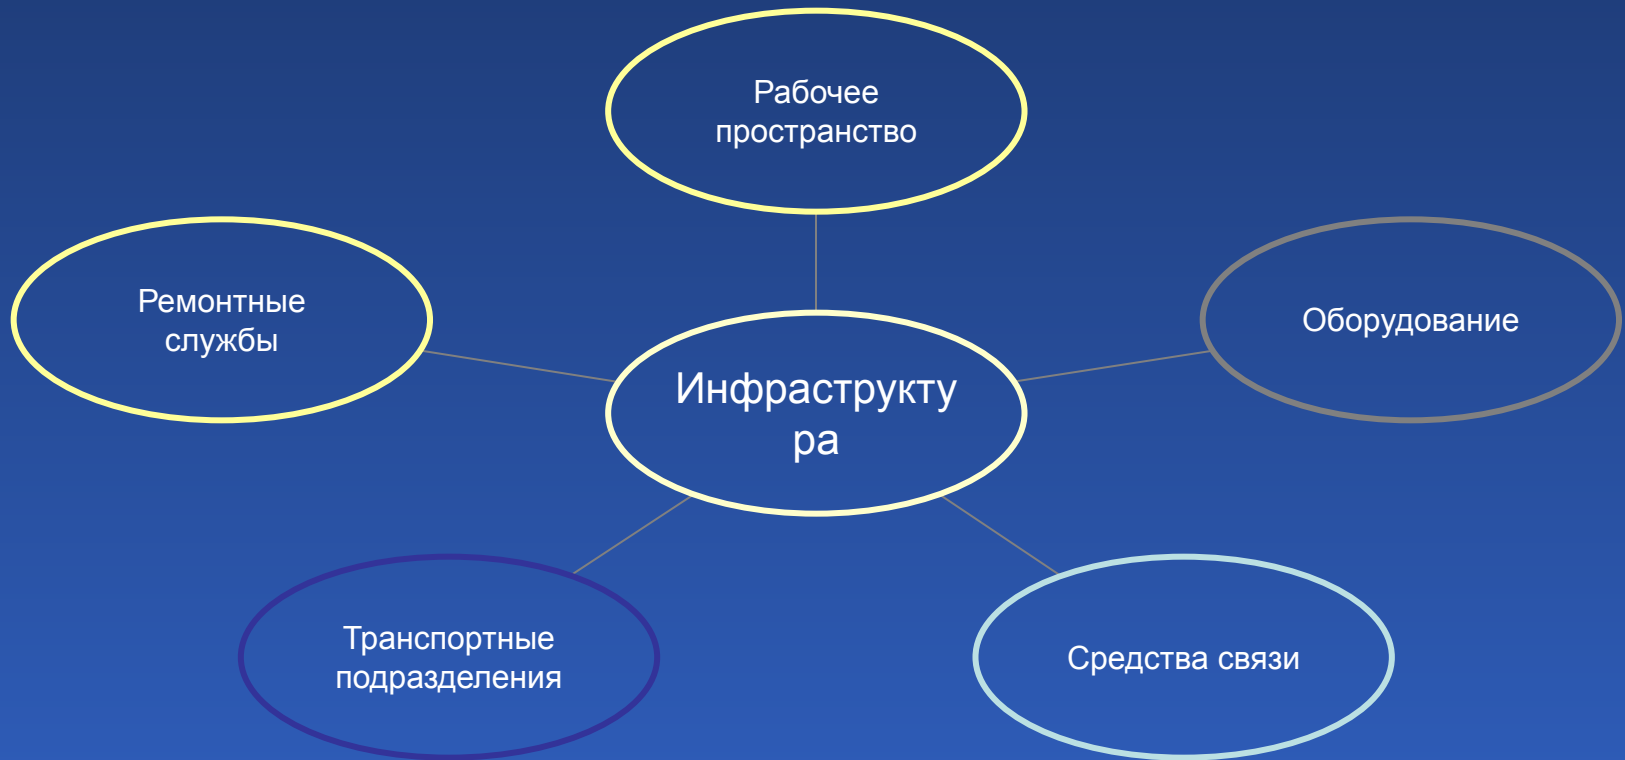 Рабочее
пространство
Ремонтные
службы
Оборудование
Инфраструкту
ра
Транспортные
подразделения
Средства связи